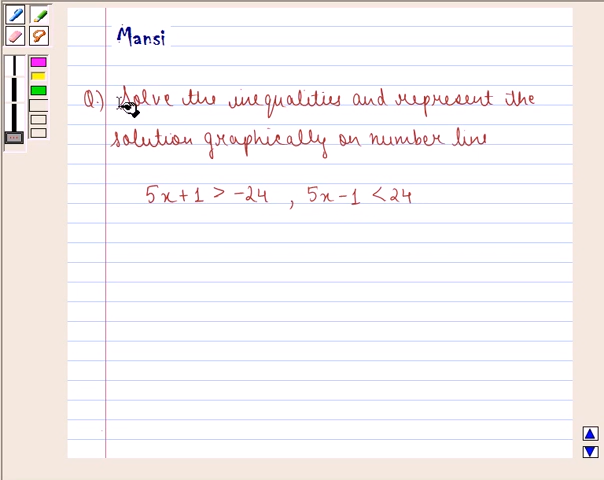 Mansi
Q.) Solve the inequalities and represent the
solution graphically on number line
5x+1 > -24 , 5x-1 < 24